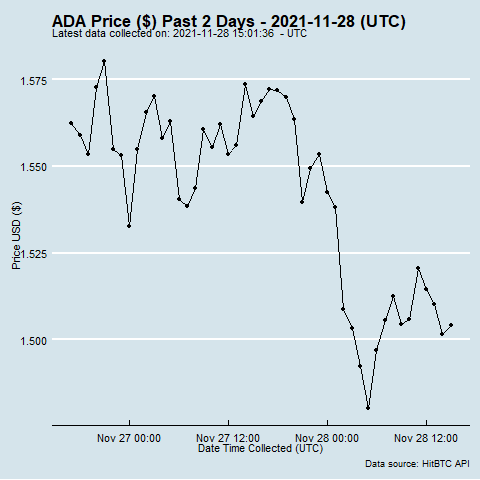 ADA Price ($) Past 2 Days - 2021-11-28 (UTC)
Latest data collected on: 2021-11-28 15:01:36  - UTC
1.575
1.550
1.525
1.500
Price USD ($)
Nov 27 00:00 Nov 27 12:00 Nov 28 00:00 Nov 28 12:00
Date Time Collected (UTC)
Data source: HitBTC API